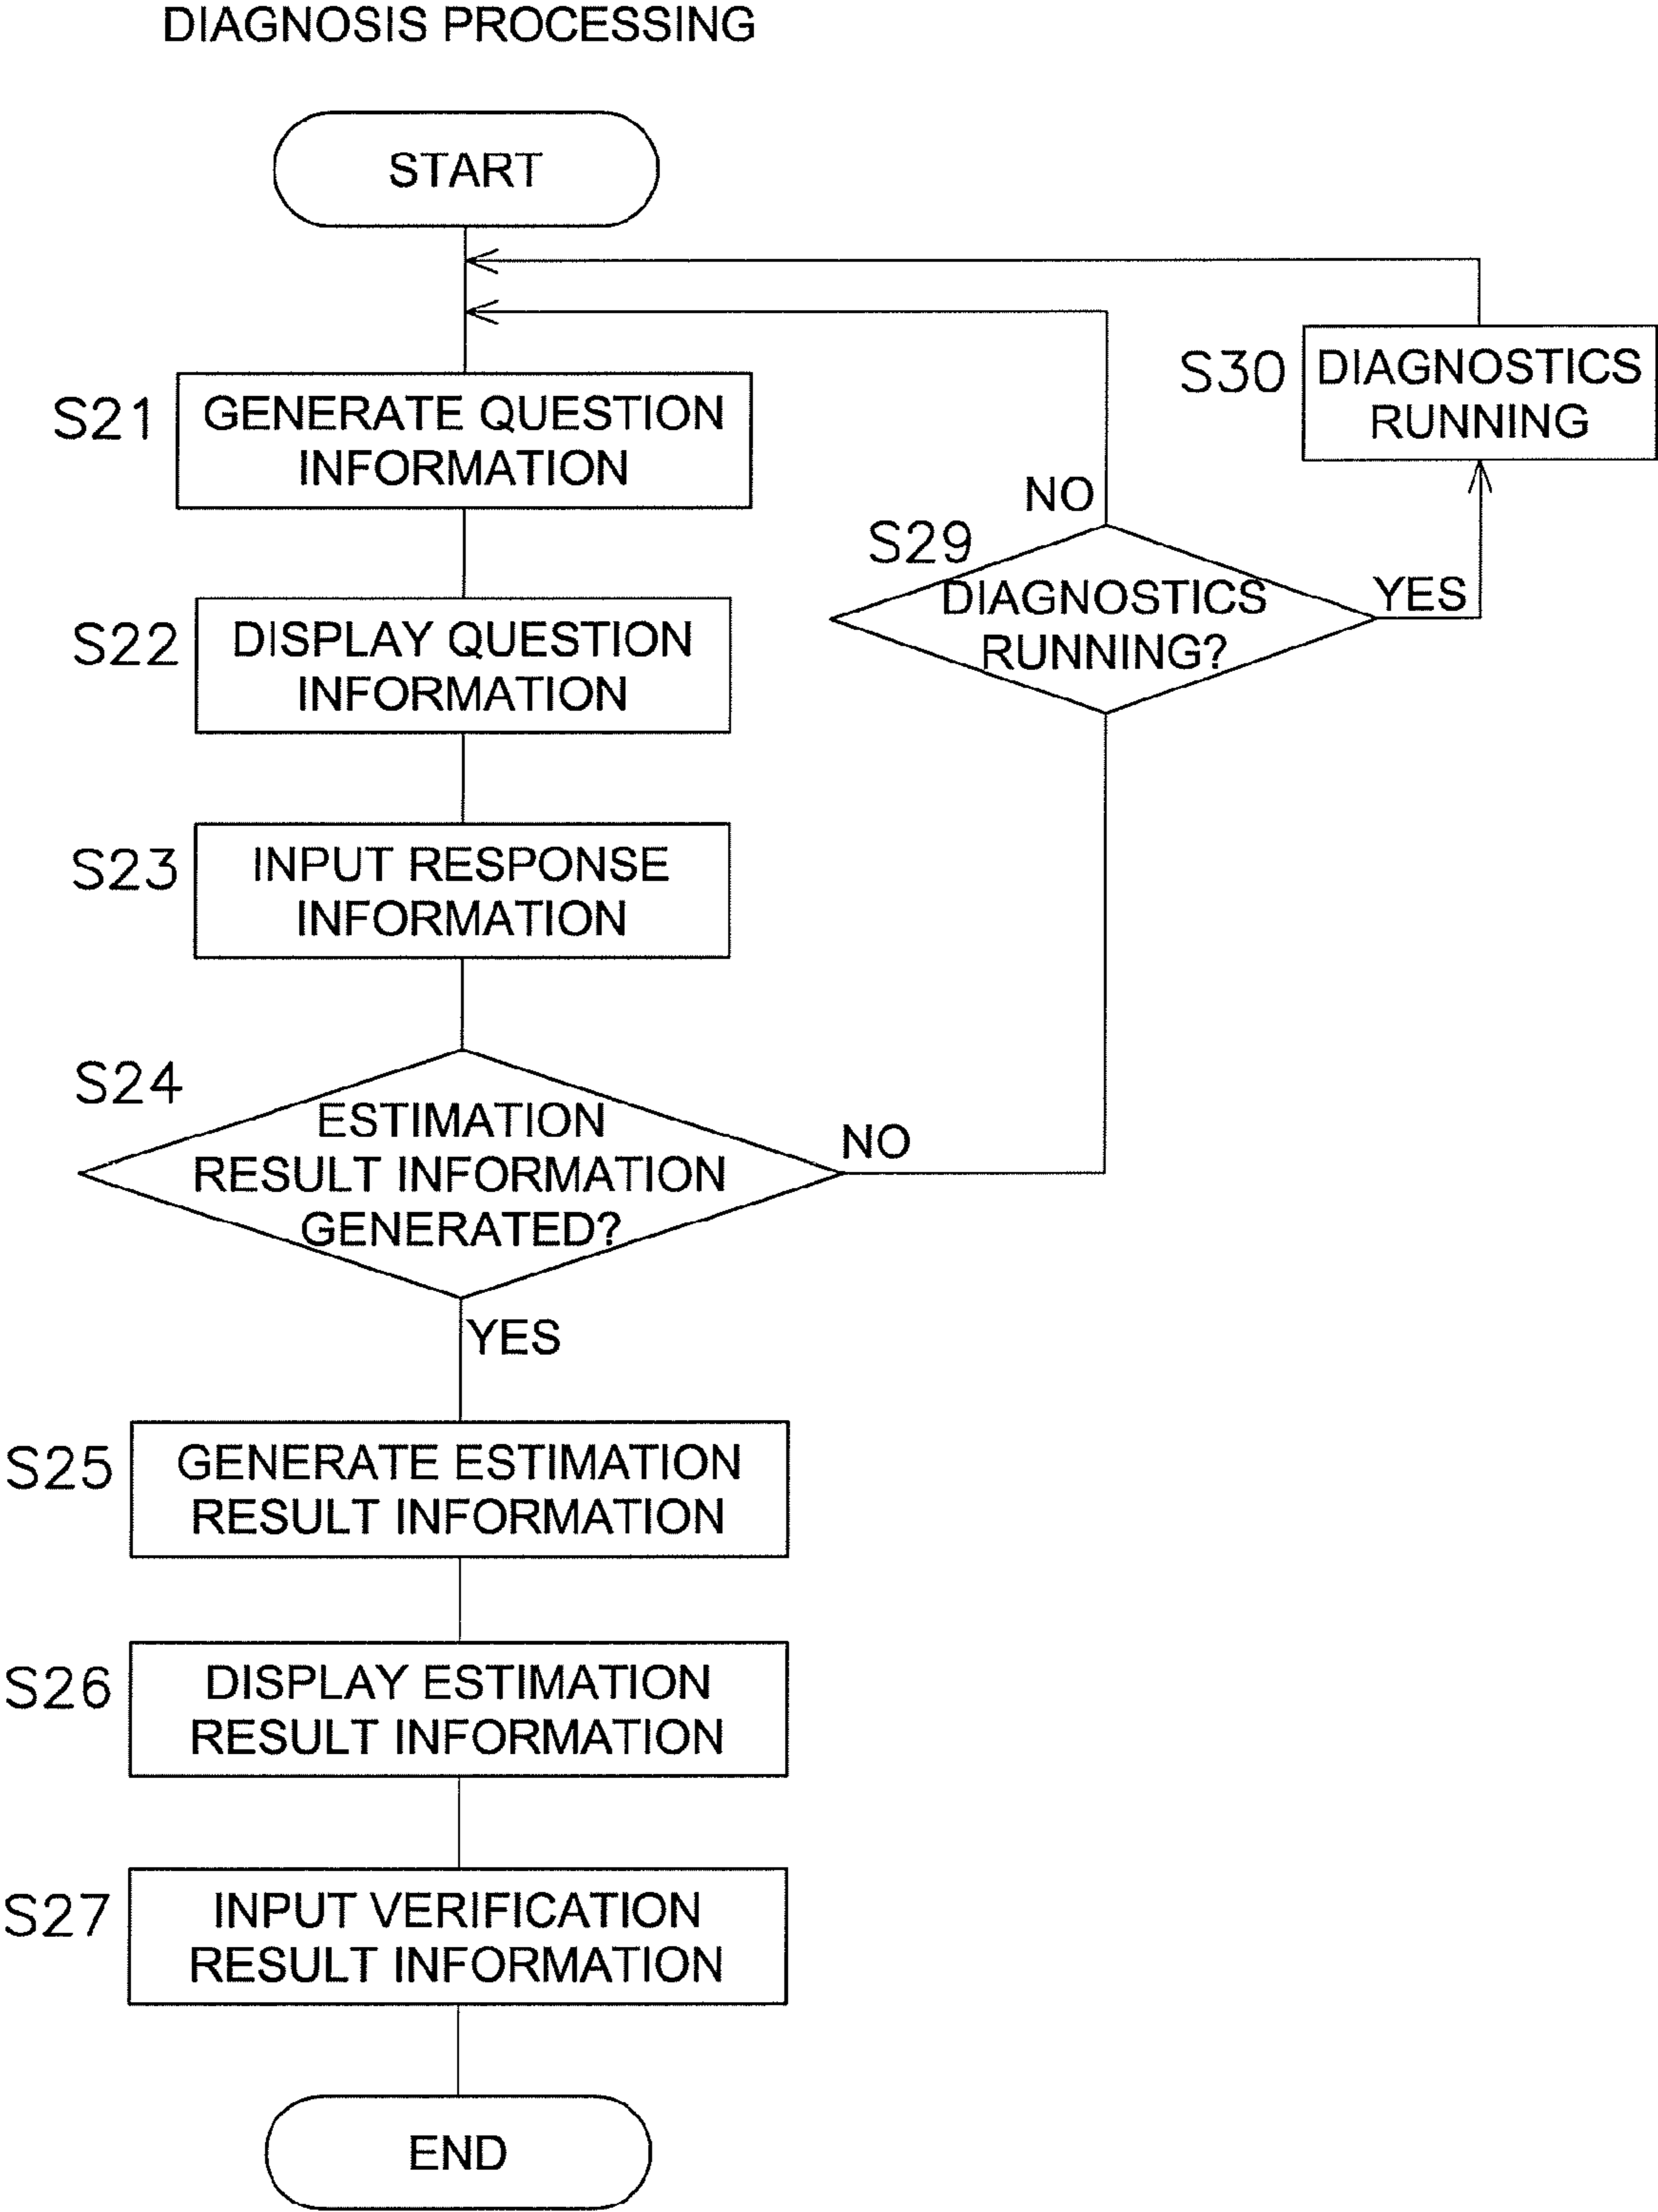 DIAGNOSIS PROCESSING
START
S21
GENERATE QUESTION
INFORMATION
S22
DISPLAY QUESTION
INFORMATION
S23
INPUT RESPONSE
INFORMATION
S24
ESTIMATION
RESULT INFORMATION
GENERATED?
NO
YES
S29
DIAGNOSTICS
RUNNING?
NO
YES
S30
DIAGNOSTICS
RUNNING
S25
GENERATE ESTIMATION
RESULT INFORMATION
S26
DISPLAY ESTIMATION
RESULT INFORMATION
S27
INPUT VERIFICATION
RESULT INFORMATION
END